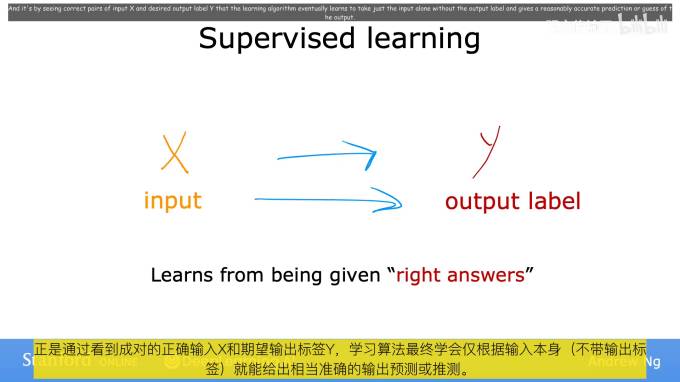 And it's by seeing correct pairs of input X and desired output label Y that the learning algorithm eventually learns to take just the input alone without the output label and gives a reasonably accurate prediction or guess of t
he output.
Supervised learning
X
Y
input
output label
Learns from being given “right answers”
正是通过看到成对的正确输入X和期望输出标签Y，学习算法最终学会仅根据输入本身（不带输出标
签）就能给出相当准确的输出预测或推测。
Stanford ONLINE
Andrew Ng